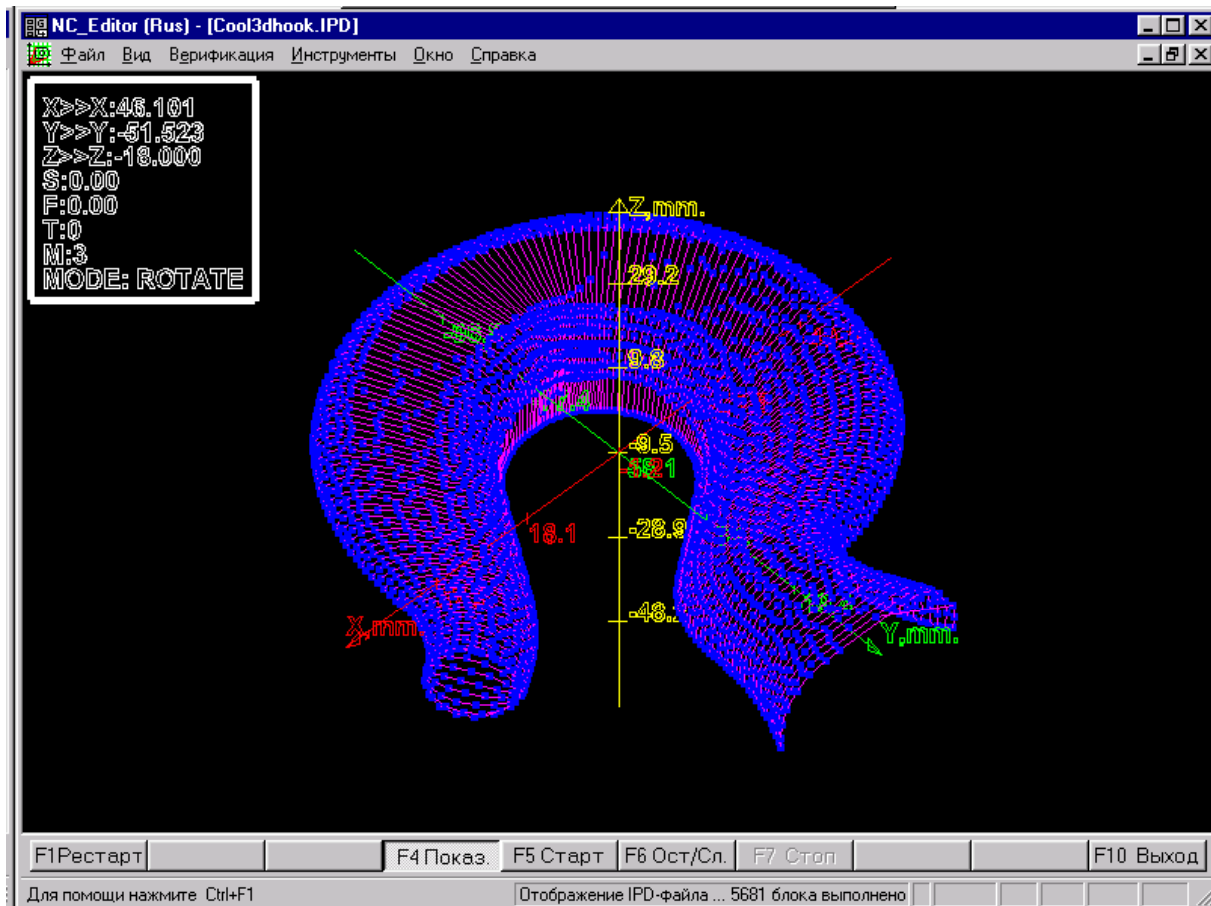 NC_Editor (Rus) - [Cool3dhook.IPD]
Файл Вид Верификация Инструменты Окно Справка
X>>X:46.101
Y>>Y:-51.523
Z>>Z:-18.000
S:0.00
F:0.00
T:0
M:3
MODE: ROTATE
Z,mm.
29.2
9.8
-9.5
18.1
-28.9
X,mm.
Y,mm.
F1Рестарт F4 Показ. F5 Старт F6 Ост/Сл. F7 Стоп F10 Выход
Для помощи нажмите Ctrl+F1 Отображение IPD-файла ... 5681 блока выполнено